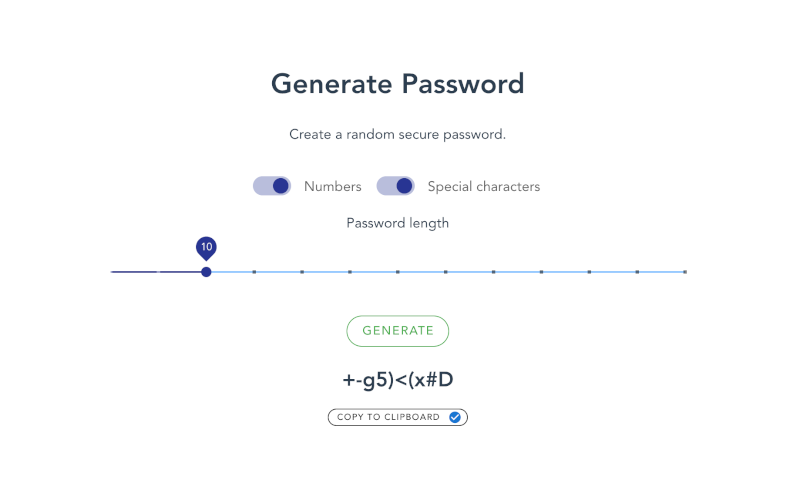 Generate Password
Create a random secure password.
Numbers Special characters
Password length
10
GENERATE
+-g5)<(x#D
COPY TO CLIPBOARD